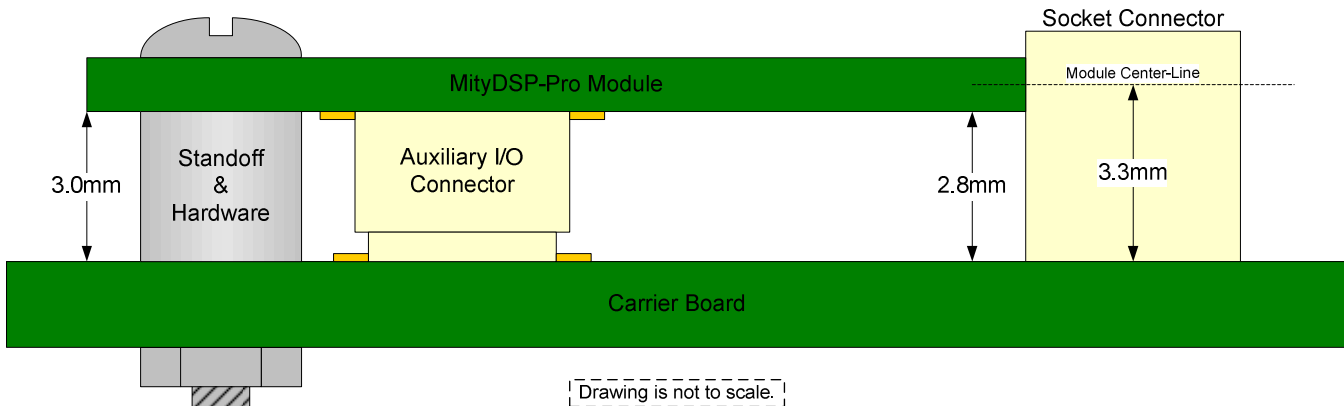 Socket Connector
MityDSP-Pro Module
Module Center-Line
3.0mm
Standoff
&
Hardware
Auxiliary I/O
Connector
2.8mm
3.3mm
Carrier Board
Drawing is not to scale.